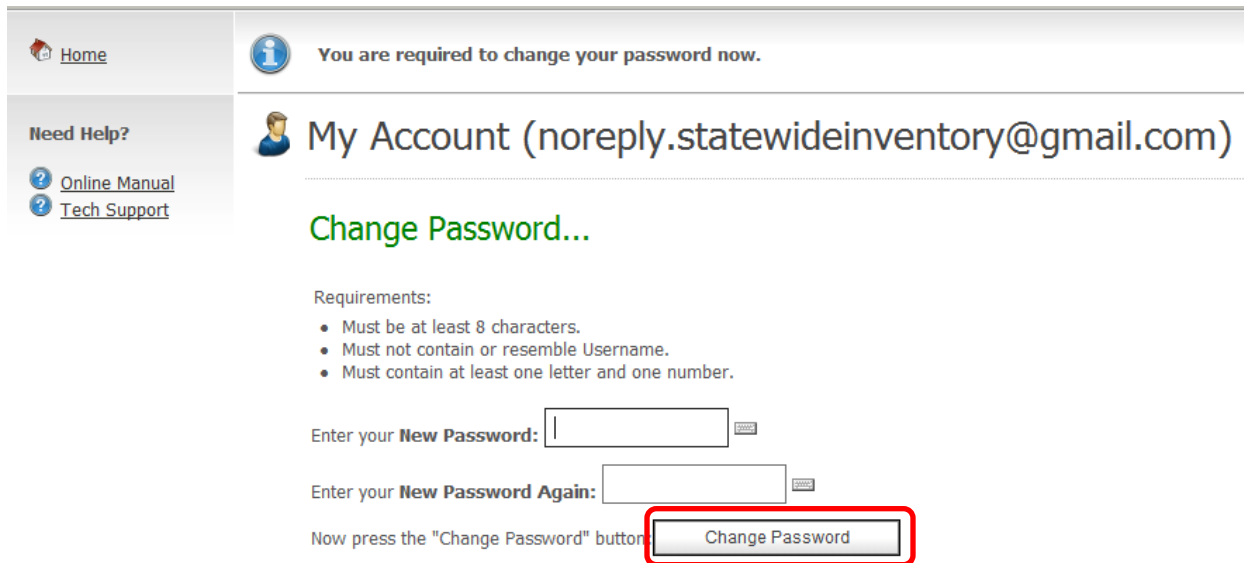 Home
You are required to change your password now.
Need Help?
Online Manual
Tech Support
My Account (noreply.statewideinventory@gmail.com)
Change Password...
Requirements:
• Must be at least 8 characters.
• Must not contain or resemble Username.
• Must contain at least one letter and one number.
Enter your New Password:
Enter your New Password Again:
Now press the "Change Password" button: Change Password